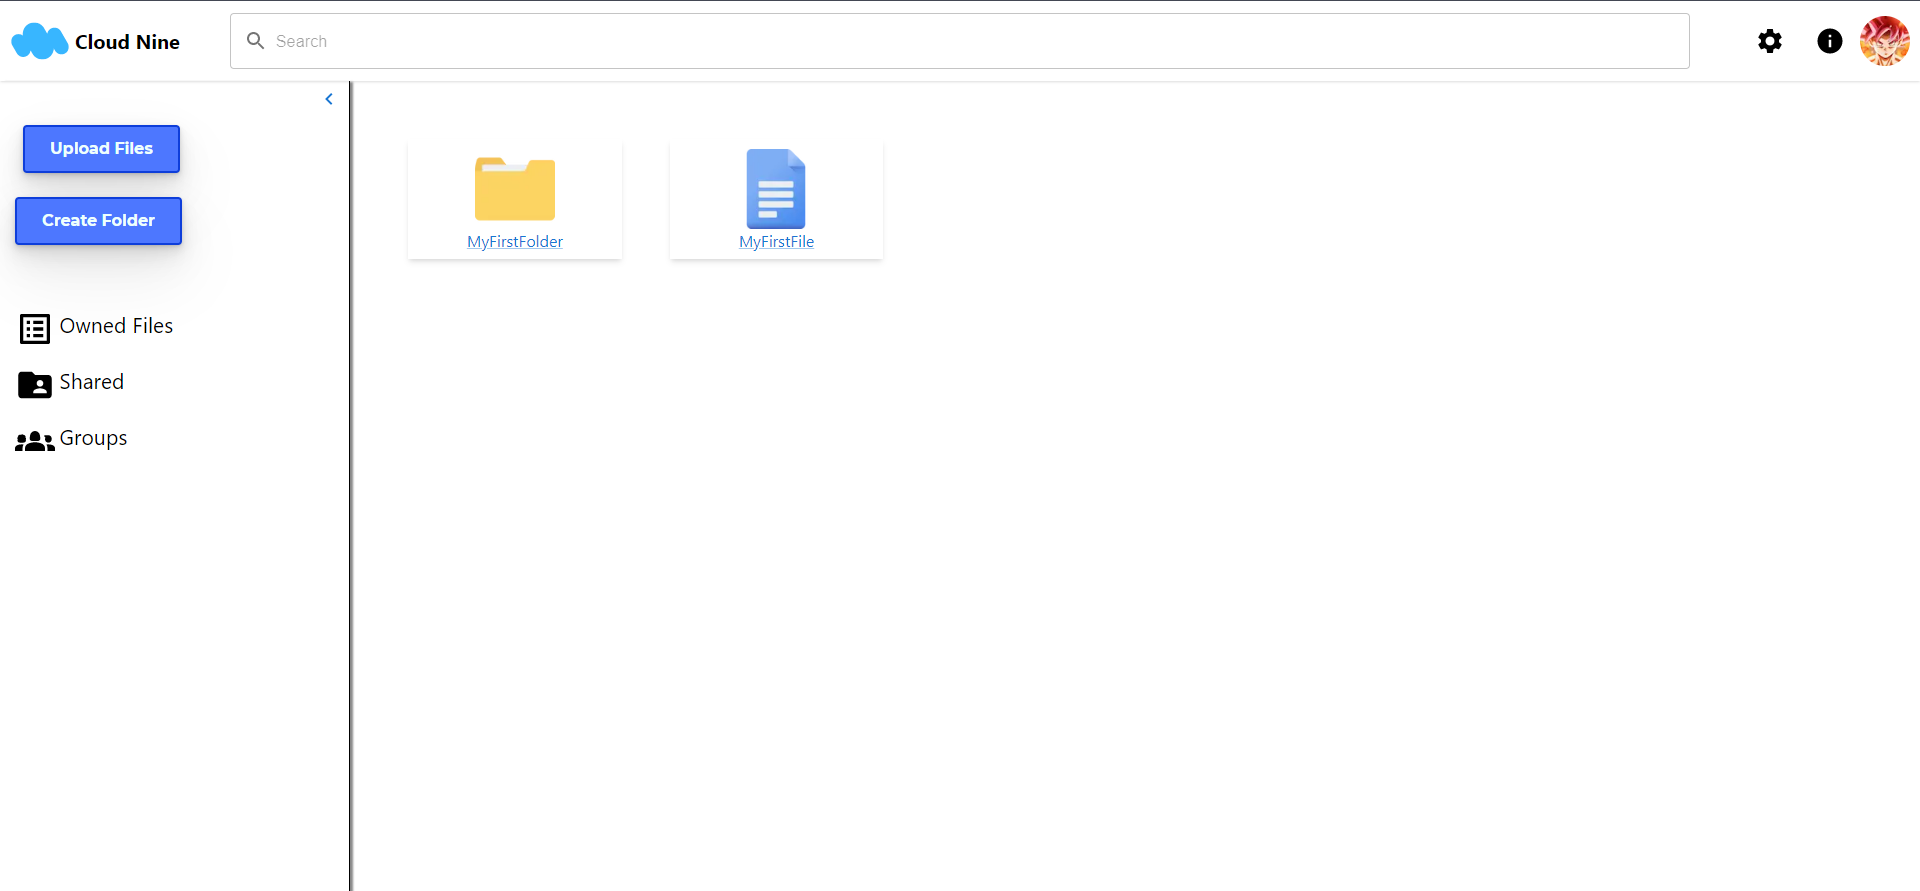 Cloud Nine
Search
Upload Files
Create Folder
Owned Files
Shared
Groups
MyFirstFolder
MyFirstFile